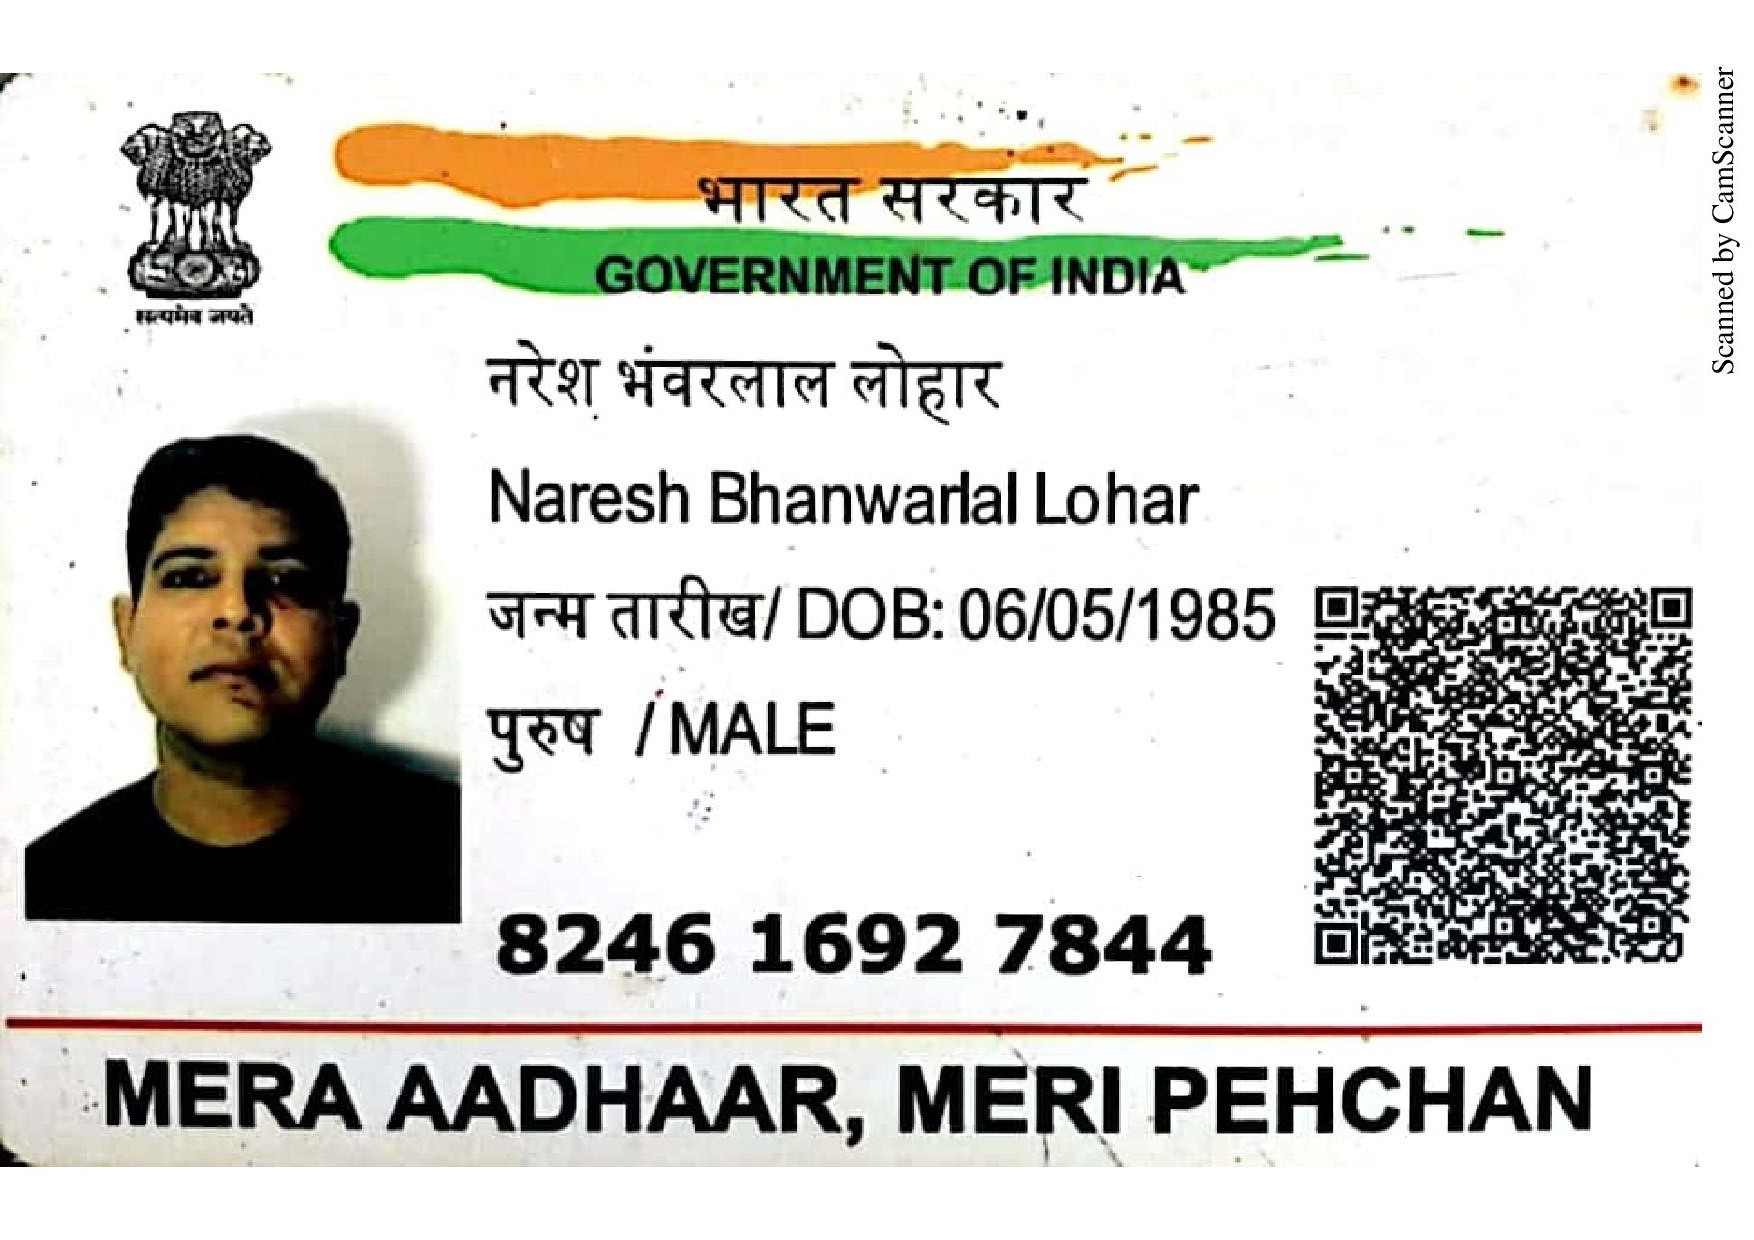 सत्यमेव जयते
भारत सरकार
GOVERNMENT OF INDIA
नरेश भंवरलाल लोहार
Naresh Bhanwarlal Lohar
जन्म तारीख/ DOB: 06/05/1985
पुरुष / MALE
8246 1692 7844
MERA AADHAAR, MERI PEHCHAN
Scanned by CamScanner